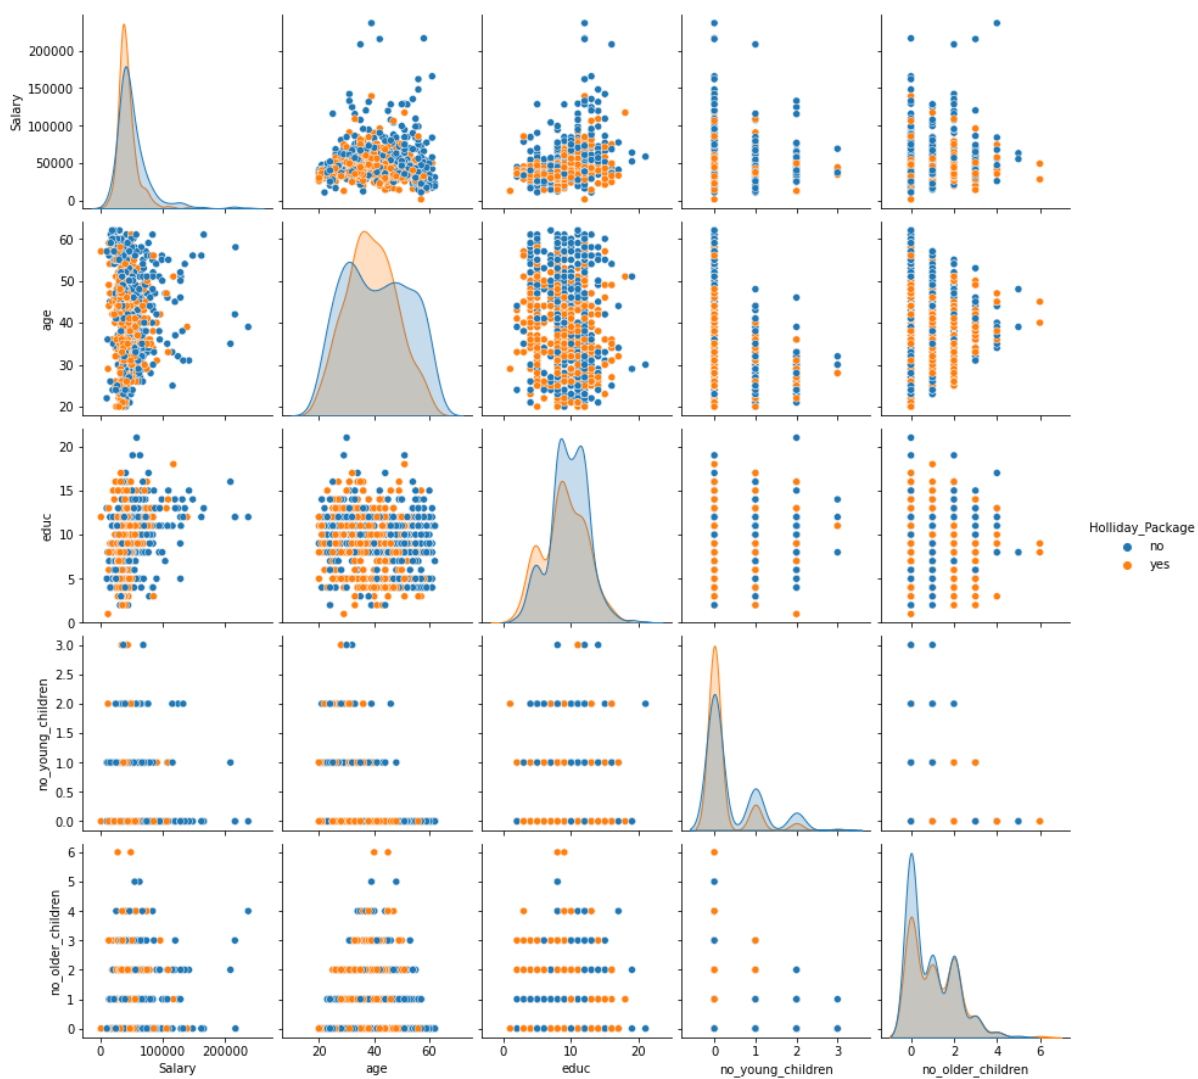 200000
150000
100000
50000
0
Salary
60
50
40
30
20
age
20
15
10
5
0
educ
Holliday_Package
no
yes
3.0
2.5
2.0
1.5
1.0
0.5
0.0
no_young_children
6
5
4
3
2
1
0
no_older_children
0 100000 200000
20 40 60
0 10 20
0 1 2 3
0 2 4 6
Salary age educ no_young_children no_older_children